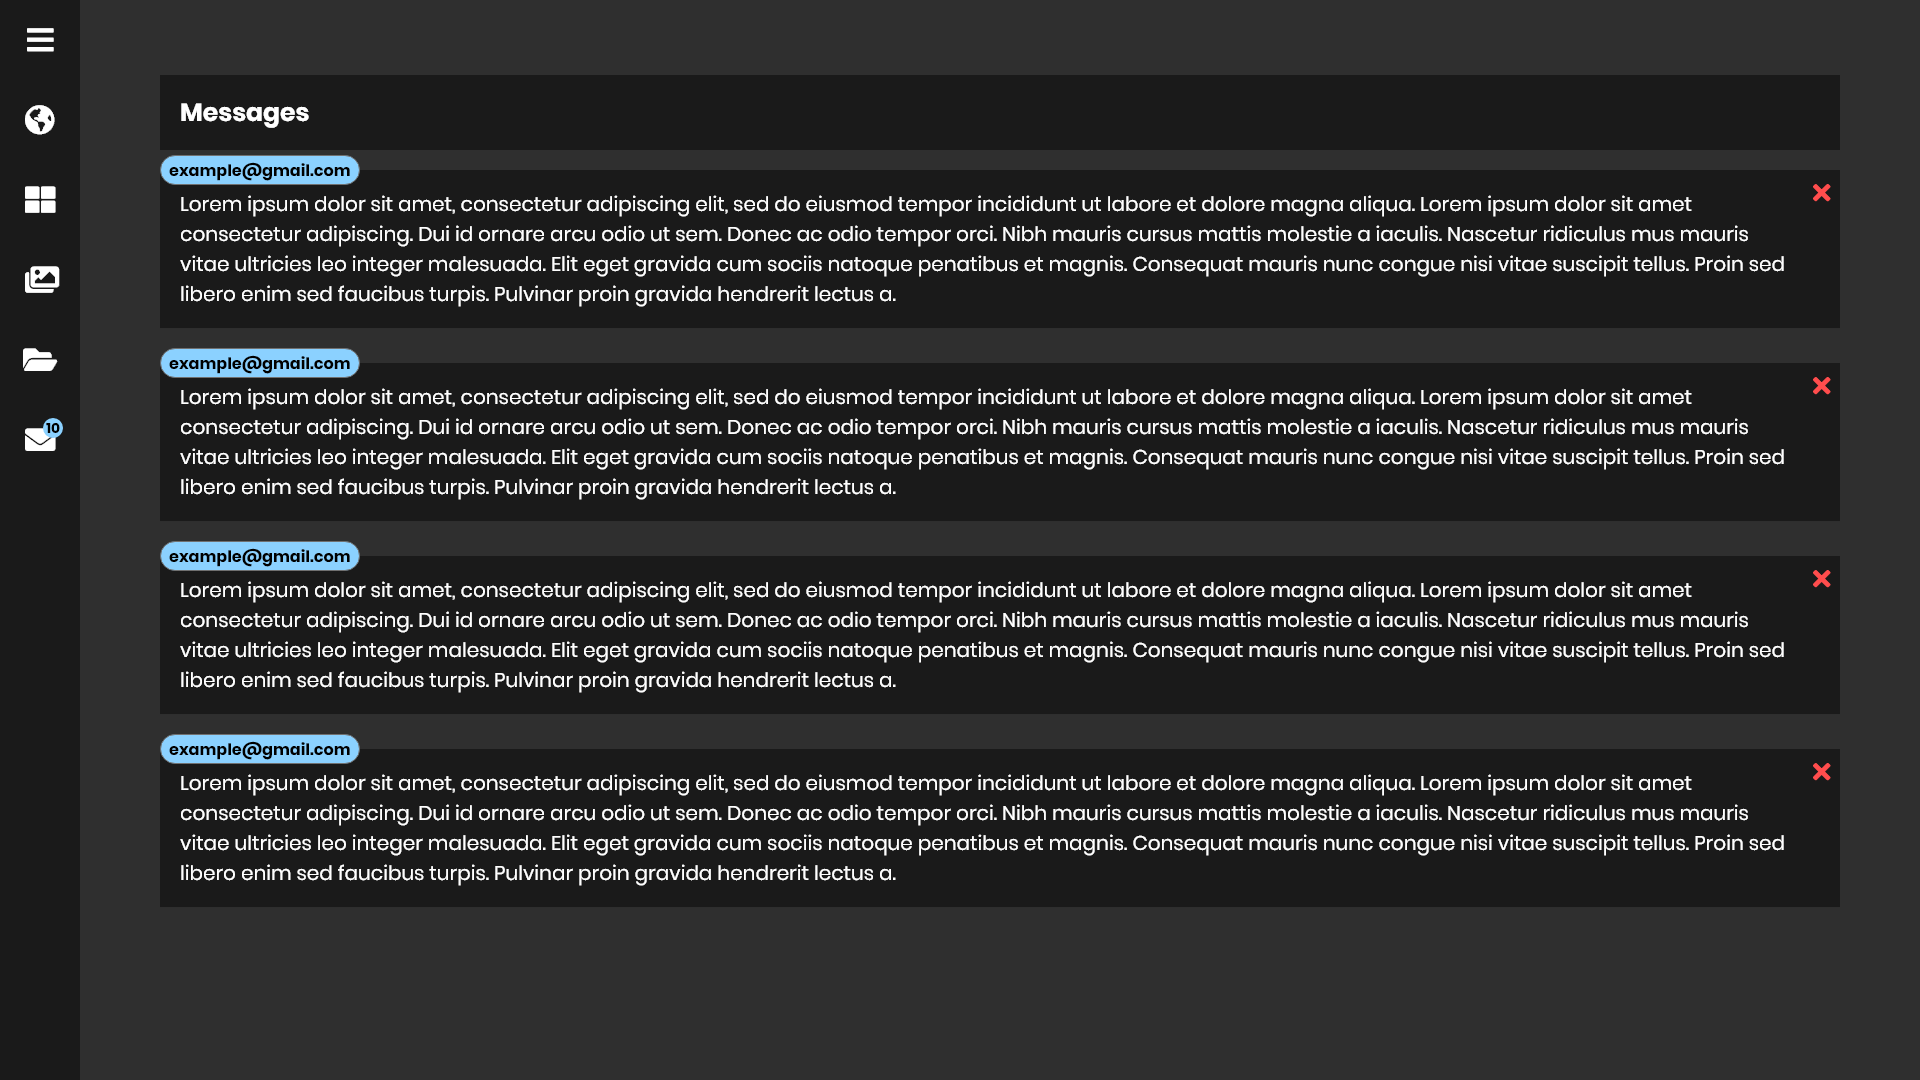 Messages
example@gmail.com
Lorem ipsum dolor sit amet, consectetur adipiscing elit, sed do eiusmod tempor incididunt ut labore et dolore magna aliqua. Lorem ipsum dolor sit amet
consectetur adipiscing. Dui id ornare arcu odio ut sem. Donec ac odio tempor orci. Nibh mauris cursus mattis molestie a iaculis. Nascetur ridiculus mus mauris
vitae ultricies leo integer malesuada. Elit eget gravida cum sociis natoque penatibus et magnis. Consequat mauris nunc congue nisi vitae suscipit tellus. Proin sed
libero enim sed faucibus turpis. Pulvinar proin gravida hendrerit lectus a.
example@gmail.com
Lorem ipsum dolor sit amet, consectetur adipiscing elit, sed do eiusmod tempor incididunt ut labore et dolore magna aliqua. Lorem ipsum dolor sit amet
consectetur adipiscing. Dui id ornare arcu odio ut sem. Donec ac odio tempor orci. Nibh mauris cursus mattis molestie a iaculis. Nascetur ridiculus mus mauris
vitae ultricies leo integer malesuada. Elit eget gravida cum sociis natoque penatibus et magnis. Consequat mauris nunc congue nisi vitae suscipit tellus. Proin sed
libero enim sed faucibus turpis. Pulvinar proin gravida hendrerit lectus a.
10
example@gmail.com
Lorem ipsum dolor sit amet, consectetur adipiscing elit, sed do eiusmod tempor incididunt ut labore et dolore magna aliqua. Lorem ipsum dolor sit amet
consectetur adipiscing. Dui id ornare arcu odio ut sem. Donec ac odio tempor orci. Nibh mauris cursus mattis molestie a iaculis. Nascetur ridiculus mus mauris
vitae ultricies leo integer malesuada. Elit eget gravida cum sociis natoque penatibus et magnis. Consequat mauris nunc congue nisi vitae suscipit tellus. Proin sed
libero enim sed faucibus turpis. Pulvinar proin gravida hendrerit lectus a.
example@gmail.com
Lorem ipsum dolor sit amet, consectetur adipiscing elit, sed do eiusmod tempor incididunt ut labore et dolore magna aliqua. Lorem ipsum dolor sit amet
consectetur adipiscing. Dui id ornare arcu odio ut sem. Donec ac odio tempor orci. Nibh mauris cursus mattis molestie a iaculis. Nascetur ridiculus mus mauris
vitae ultricies leo integer malesuada. Elit eget gravida cum sociis natoque penatibus et magnis. Consequat mauris nunc congue nisi vitae suscipit tellus. Proin sed
libero enim sed faucibus turpis. Pulvinar proin gravida hendrerit lectus a.